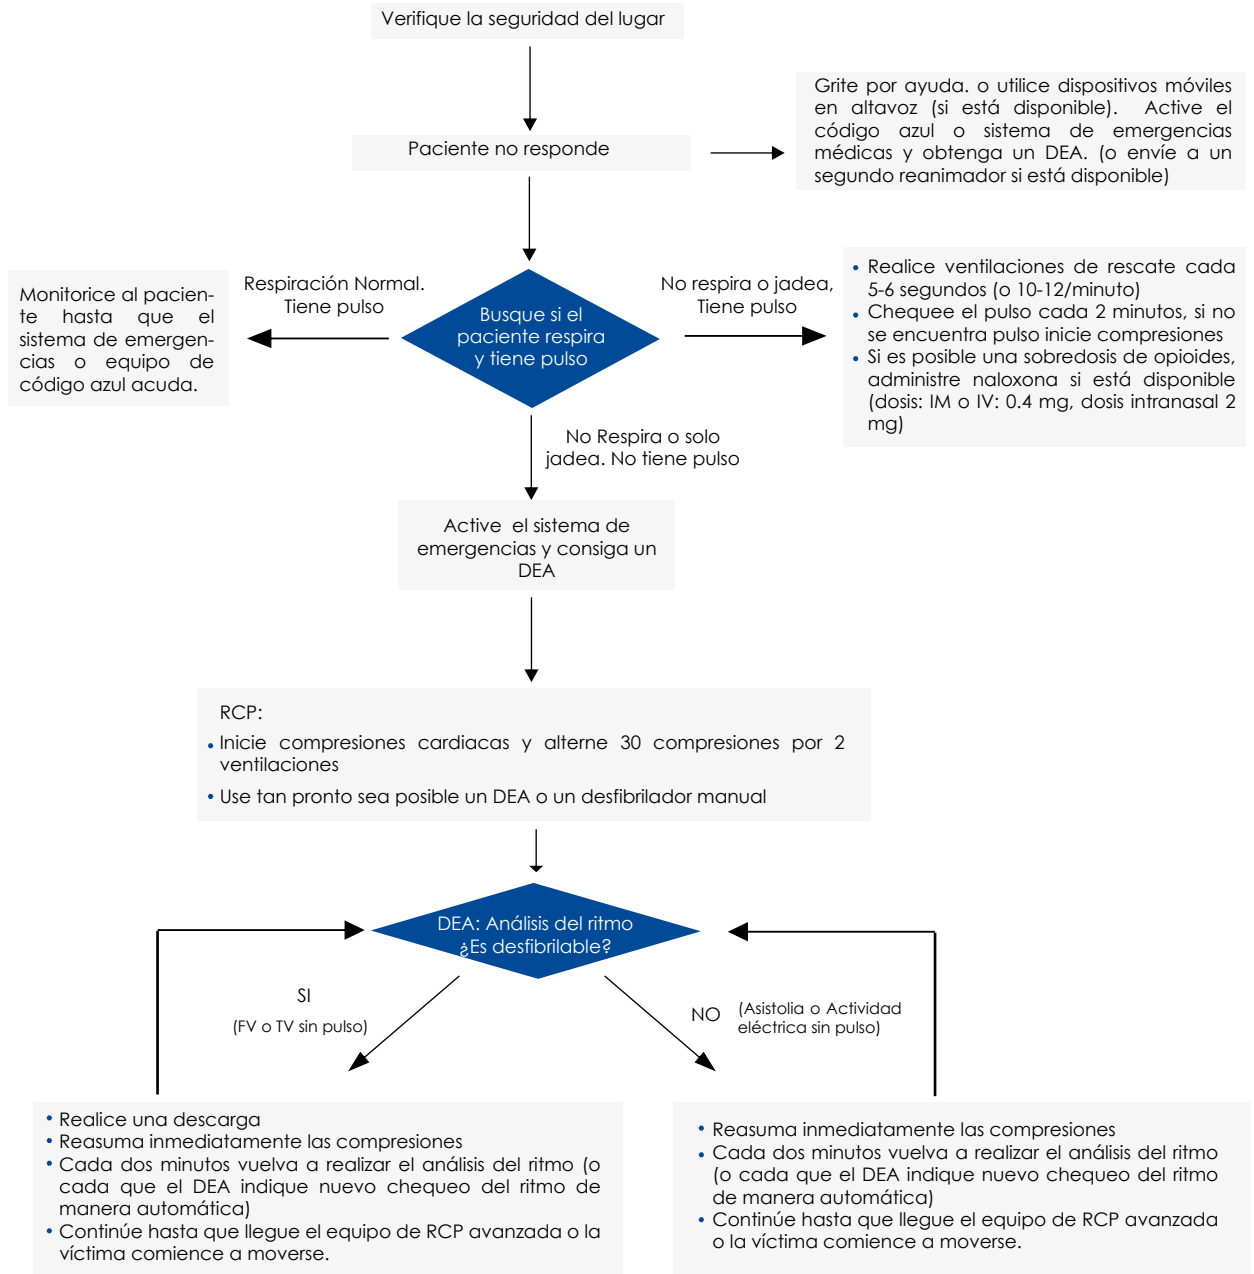 Verifique la seguridad del lugar
Grite por ayuda. o utilice dispositivos móviles
en altavoz (si está disponible). Active el
código azul o sistema de emergencias
médicas y obtenga un DEA. (o envíe a un
segundo reanimador si está disponible)
Paciente no responde
Respiración Normal.
Tiene pulso
Monitorice al pacien-
te hasta que el
sistema de emergen-
cias o equipo de
código azul acuda.
Busque si el
paciente respira
y tiene pulso
No respira o jadea,
Tiene pulso
• Realice ventilaciones de rescate cada
5-6 segundos (o 10-12/minuto)
• Chequee el pulso cada 2 minutos, si no
se encuentra pulso inicie compresiones
• Si es posible una sobredosis de opioides,
administre naloxona si está disponible
(dosis: IM o IV: 0.4 mg, dosis intranasal 2
mg)
No Respira o solo
jadea. No tiene pulso
Active el sistema de
emergencias y consiga un
DEA
RCP:
• Inicie compresiones cardiacas y alterne 30 compresiones por 2
ventilaciones
• Use tan pronto sea posible un DEA o un desfibrilador manual
DEA: Análisis del ritmo
¿Es desfibrilable?
SI
(FV o TV sin pulso)
NO (Asistolia o Actividad
eléctrica sin pulso)
• Realice una descarga
• Reasuma inmediatamente las compresiones
• Cada dos minutos vuelva a realizar el análisis del ritmo (o
cada que el DEA indique nuevo chequeo del ritmo de
manera automática)
• Continúe hasta que llegue el equipo de RCP avanzada o la
víctima comience a moverse.
• Reasuma inmediatamente las compresiones
• Cada dos minutos vuelva a realizar el análisis del ritmo
(o cada que el DEA indique nuevo chequeo del ritmo
de manera automática)
• Continúe hasta que llegue el equipo de RCP avanzada
o la víctima comience a moverse.